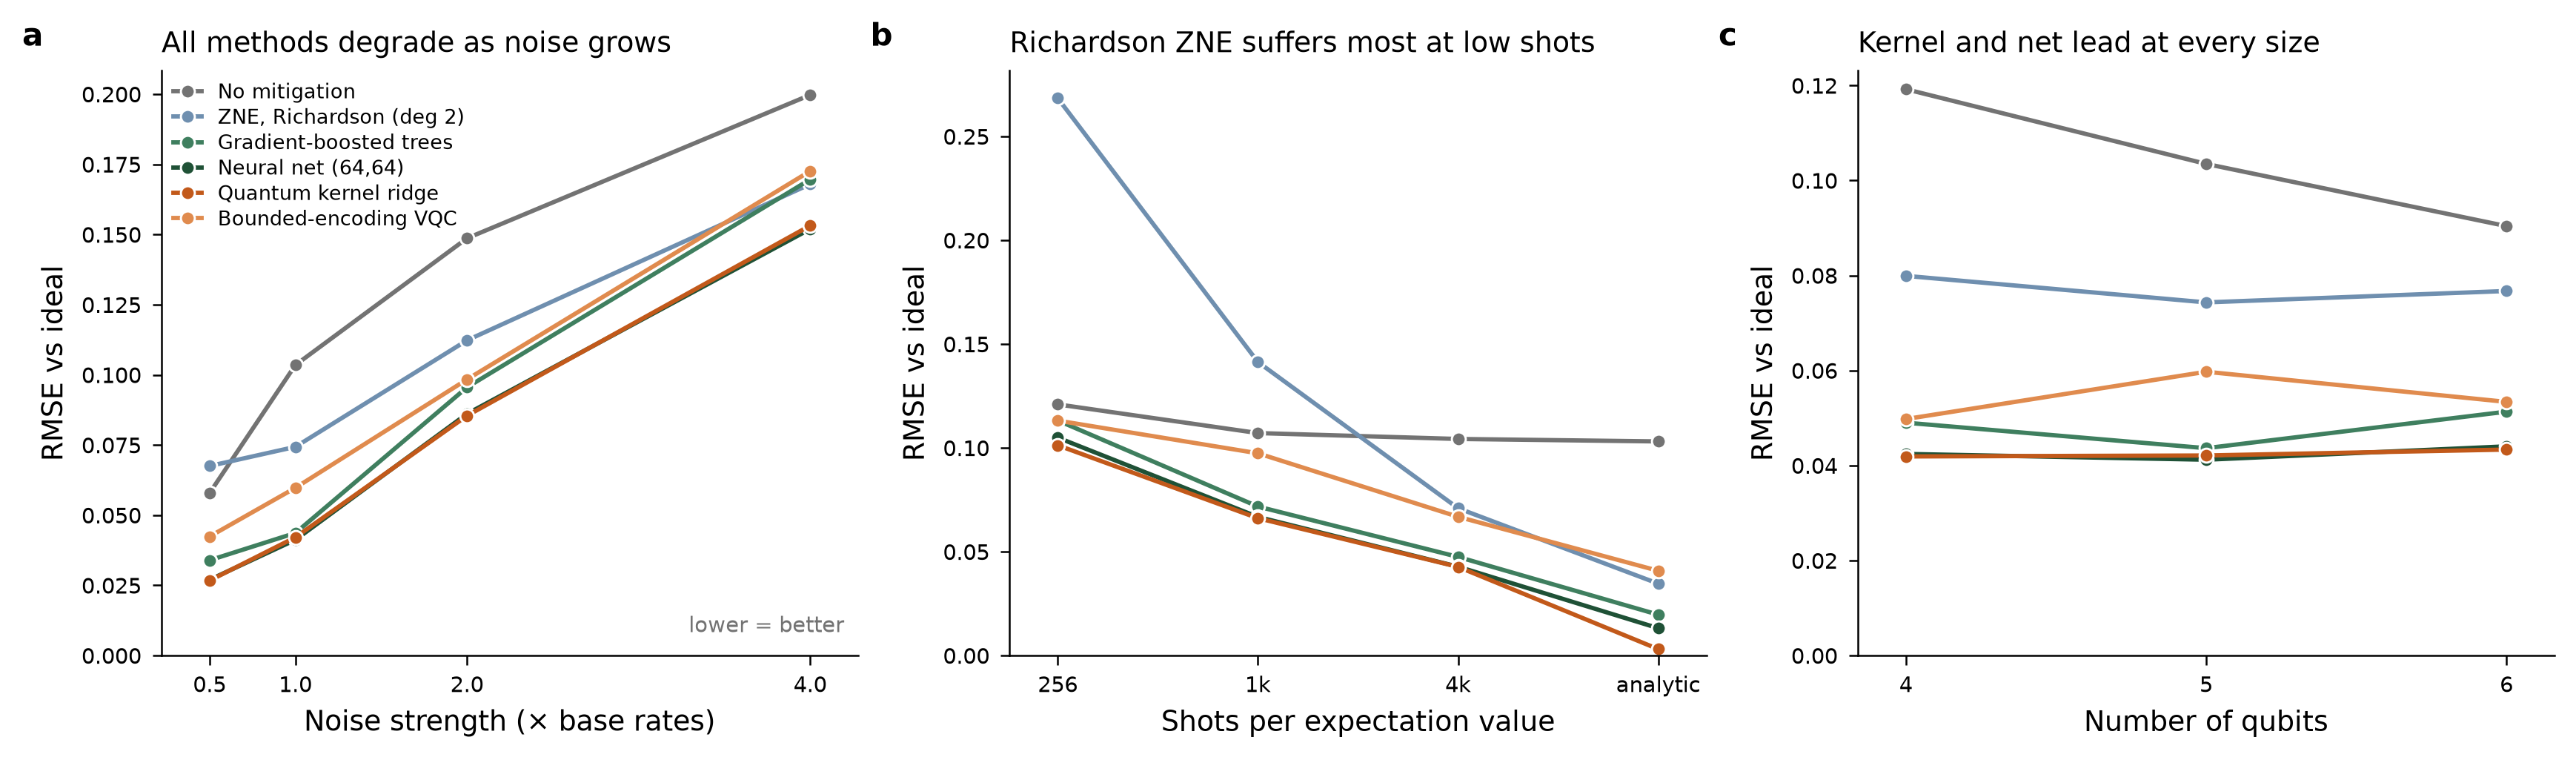 a
All methods degrade as noise grows
RMSE vs ideal
0.200
0.175
0.150
0.125
0.100
0.075
0.050
0.025
0.000
No mitigation
ZNE, Richardson (deg 2)
Gradient-boosted trees
Neural net (64,64)
Quantum kernel ridge
Bounded-encoding VQC
lower = better
0.5 1.0 2.0 4.0
Noise strength (× base rates)
b
Richardson ZNE suffers most at low shots
RMSE vs ideal
0.25
0.20
0.15
0.10
0.05
0.00
256 1k 4k analytic
Shots per expectation value
c
Kernel and net lead at every size
RMSE vs ideal
0.12
0.10
0.08
0.06
0.04
0.02
0.00
4 5 6
Number of qubits